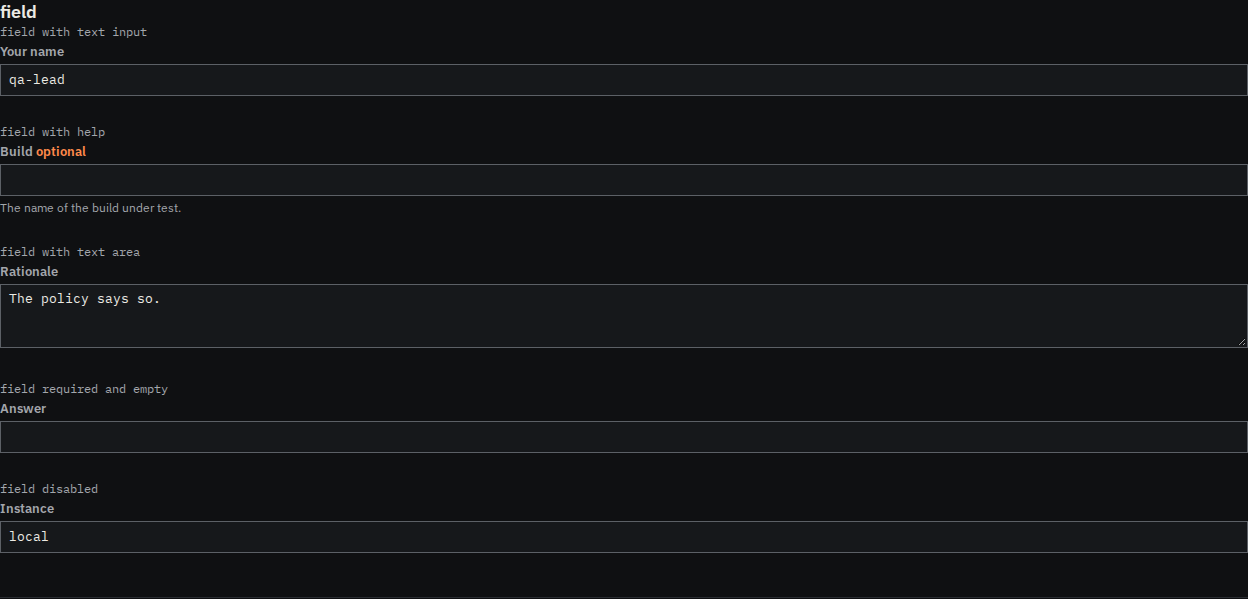 field
field with text input
Your name
qa-lead
field with help
Build optional
The name of the build under test.
field with text area
Rationale
The policy says so.
field required and empty
Answer
field disabled
Instance
local